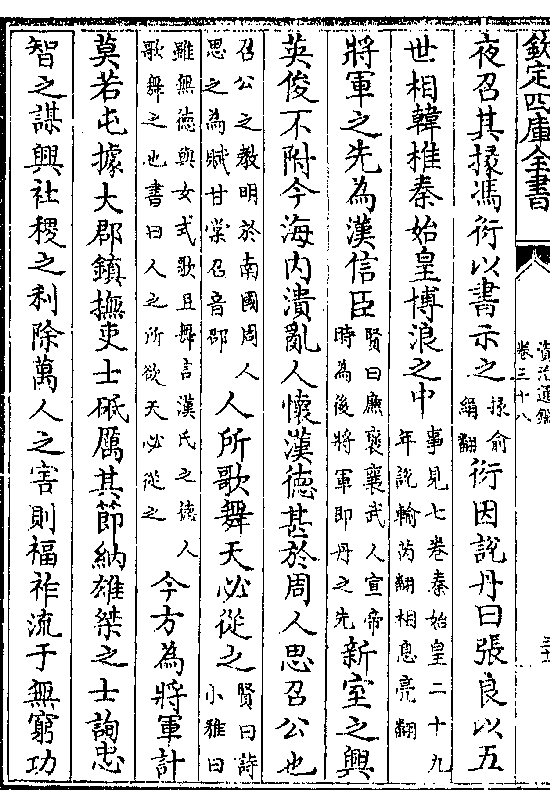 欽定四庫全書
資治通鑑
卷三十八
夜召其掾馮衍以書示之
掾俞
絹翻
衍因說丹曰張良以五
世相韓椎秦始皇博浪之中
事見七卷秦始皇二十九
年說輸芮翻相息亮翻
將軍之先為漢信臣
賢曰廉襃襄武人宣帝
時為後將軍即丹之先
新室之興
英俊不附今海内潰亂人懷漢德甚於周人思召公也
召公之教明於南國周人
思之為賦甘棠召音邵
人所歌舞天必從之
賢曰詩
小雅曰
雖無德與女式歌且舞言漢氏之德人
歌舞之也書曰人之所欲天必從之
今方為將軍計
莫若屯據大郡鎮撫吏士砥厲其節納雄桀之士詢忠
智之謀興社稷之利除萬人之害則福祚流于無窮功